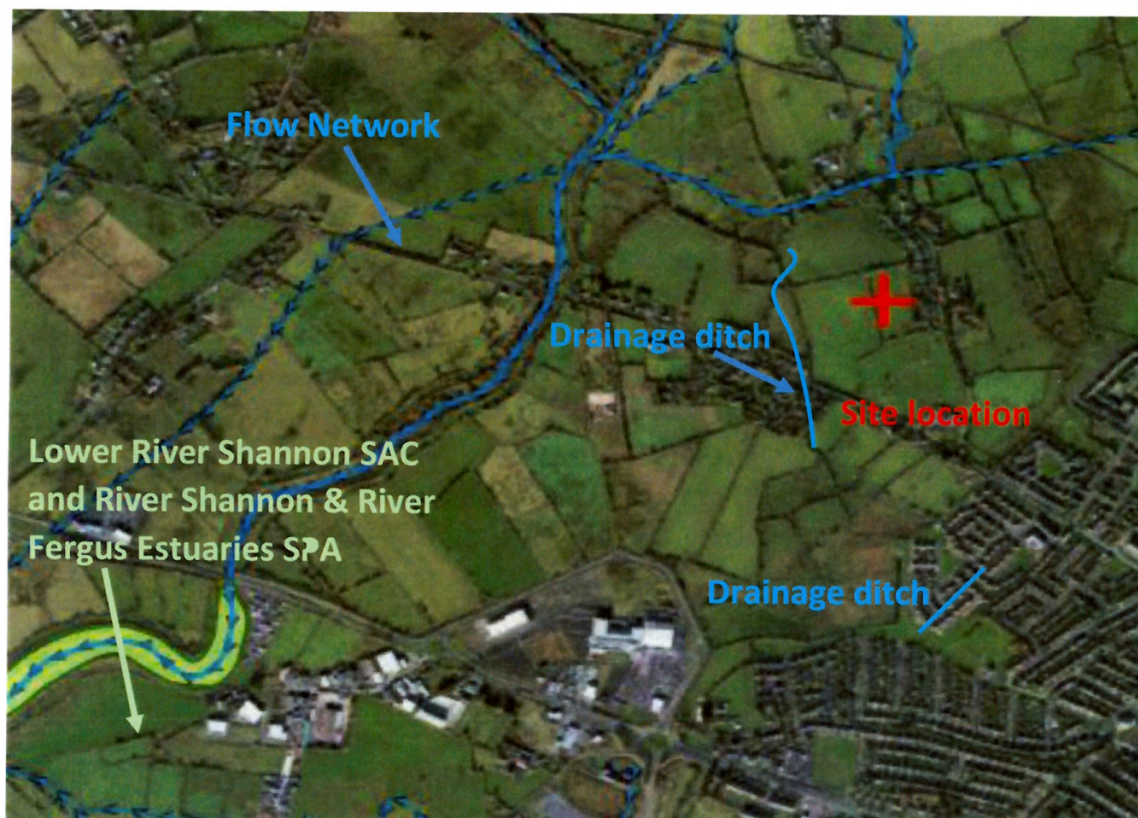 Flow Network
Drainage ditch
Site location
Lower River Shannon SAC
and River Shannon & River
Fergus Estuaries SPA
Drainage ditch